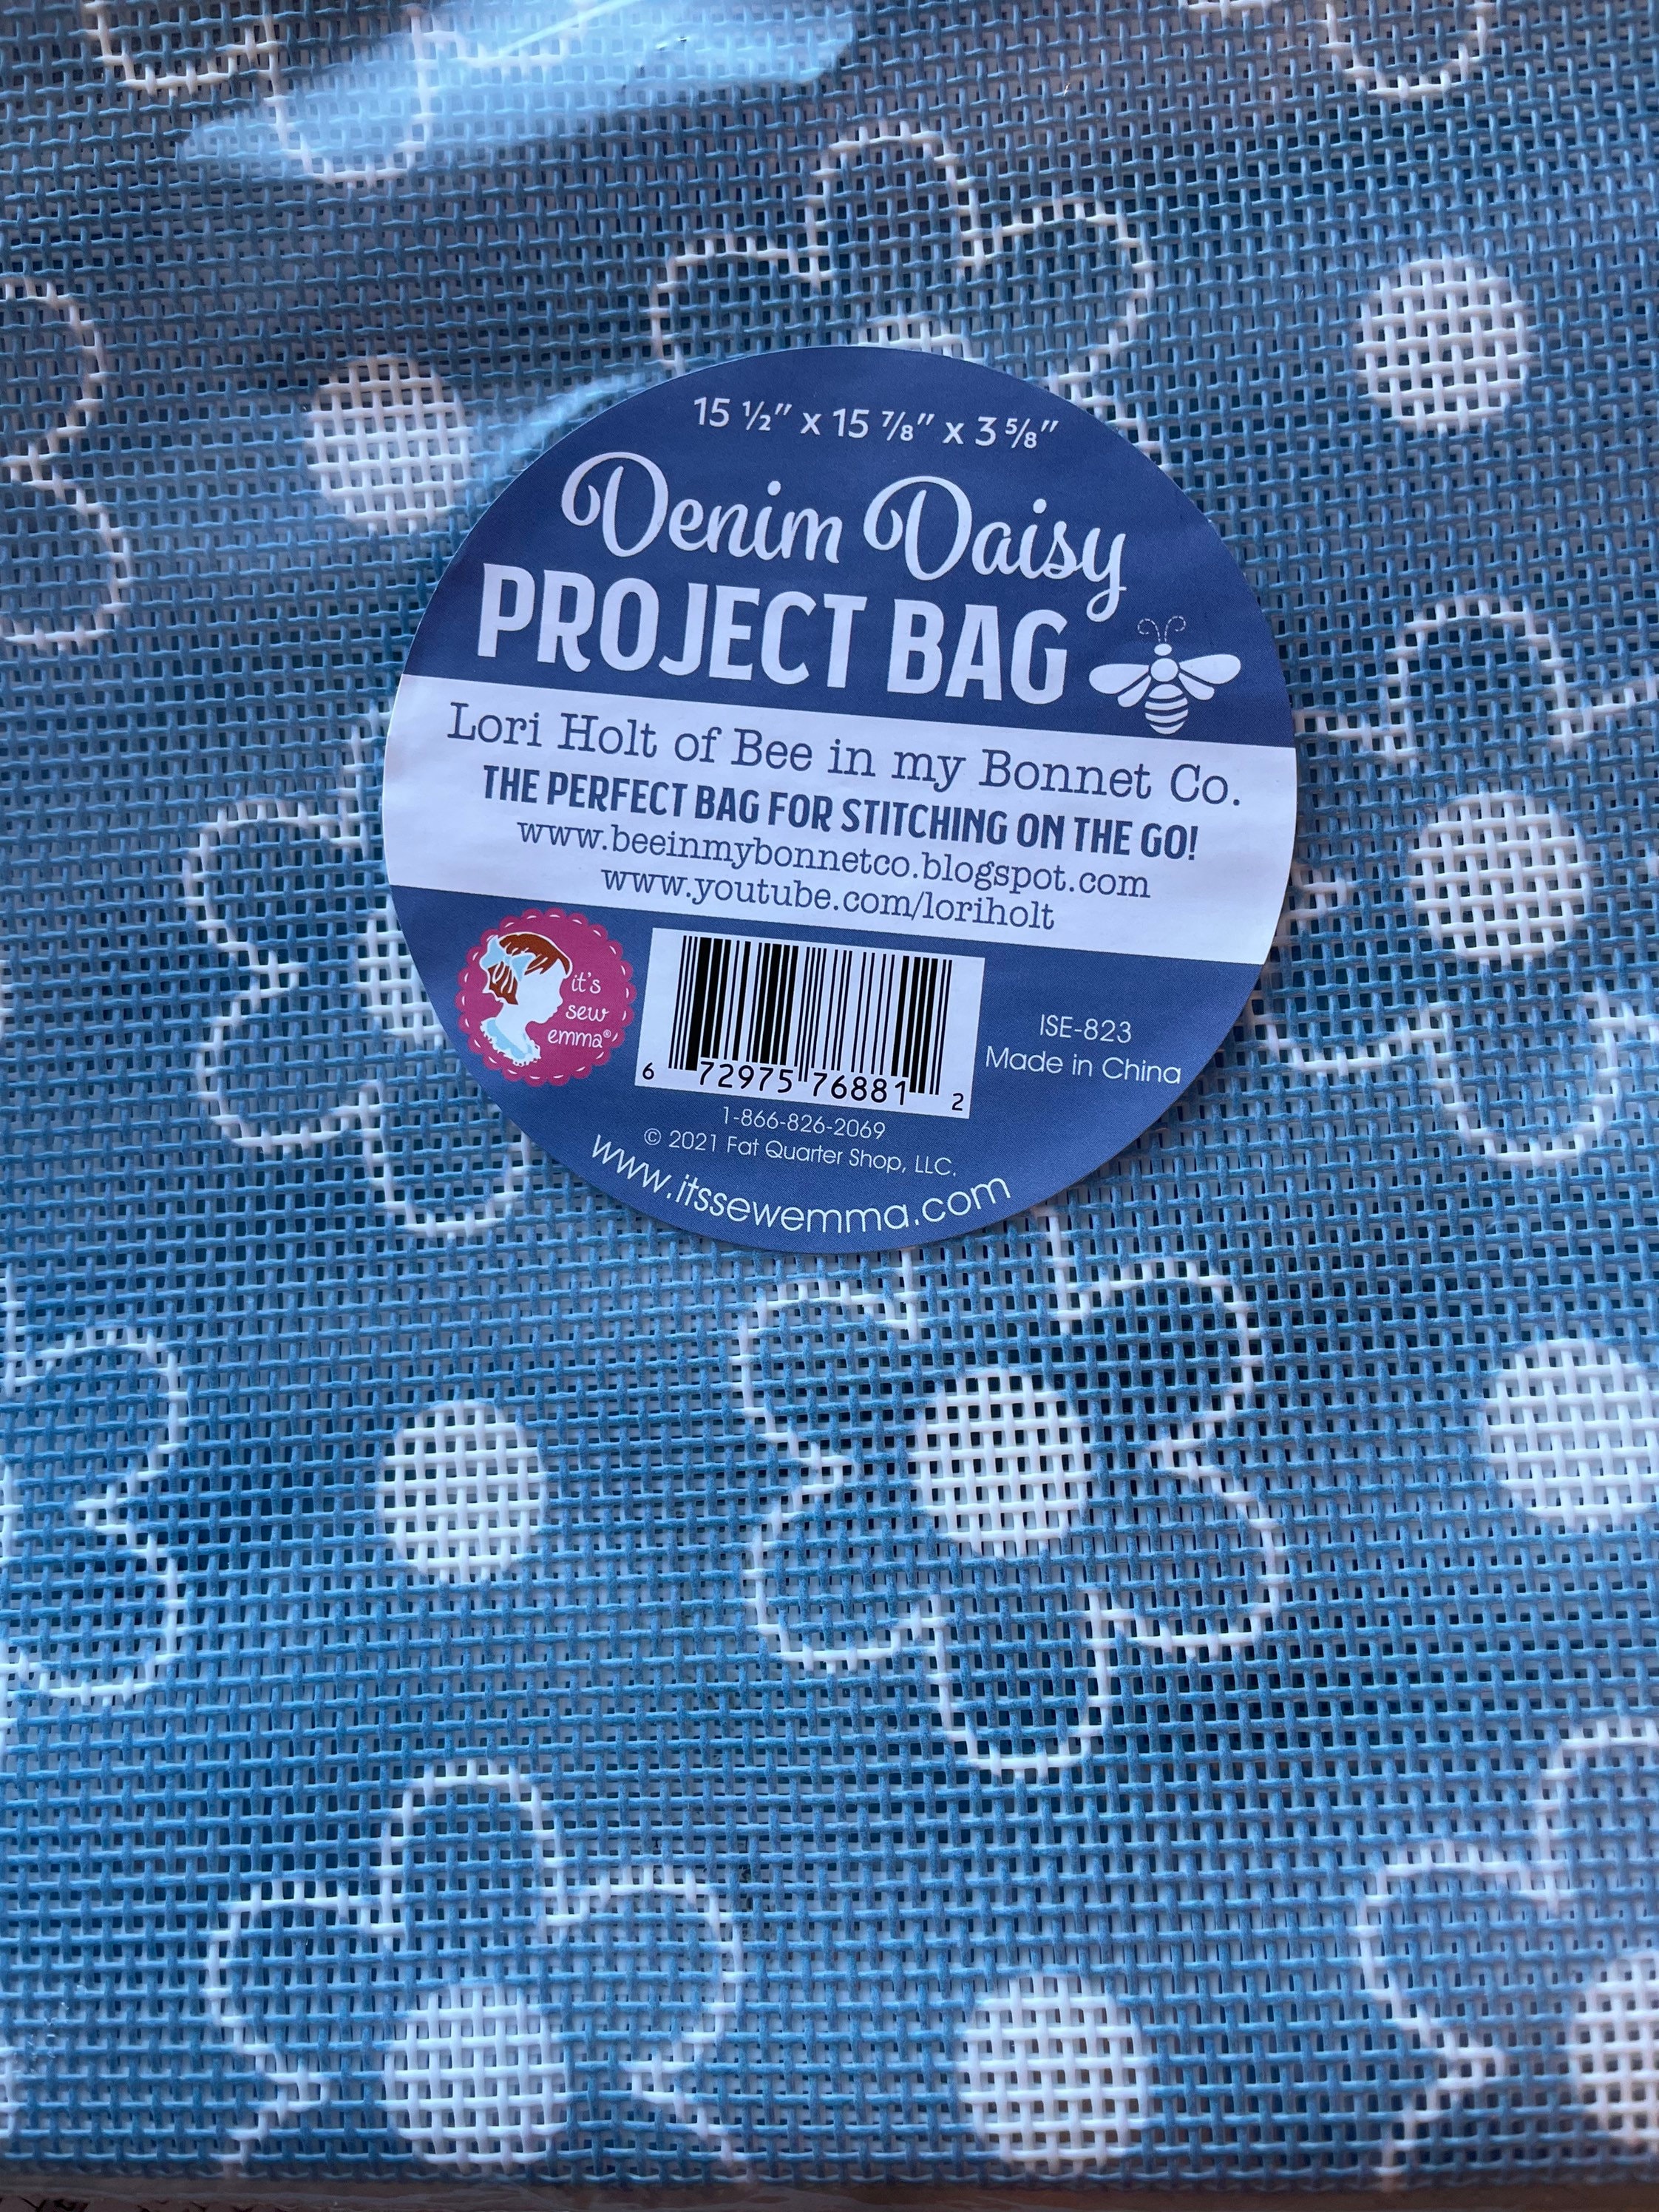 15 ½" x 15 ⅞" x 3 ⅝"
Denim Daisy
PROJECT BAG
Lori Holt of Bee in my Bonnet Co.
THE PERFECT BAG FOR STITCHING ON THE GO!
www.beeinmybonnetco.blogspot.com
www.youtube.com/loriholt
it's
sew
emma®
ISE-823
Made in China
6 72975 76881 2
1-866-826-2069
© 2021 Fat Quarter Shop, LLC.
www.itssewemma.com